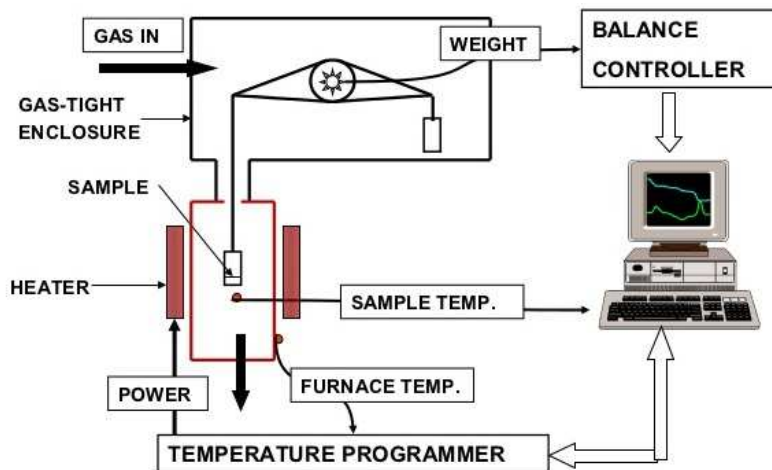 GAS IN
WEIGHT
BALANCE
CONTROLLER
GAS-TIGHT
ENCLOSURE
SAMPLE
HEATER
SAMPLE TEMP.
POWER
FURNACE TEMP.
TEMPERATURE PROGRAMMER